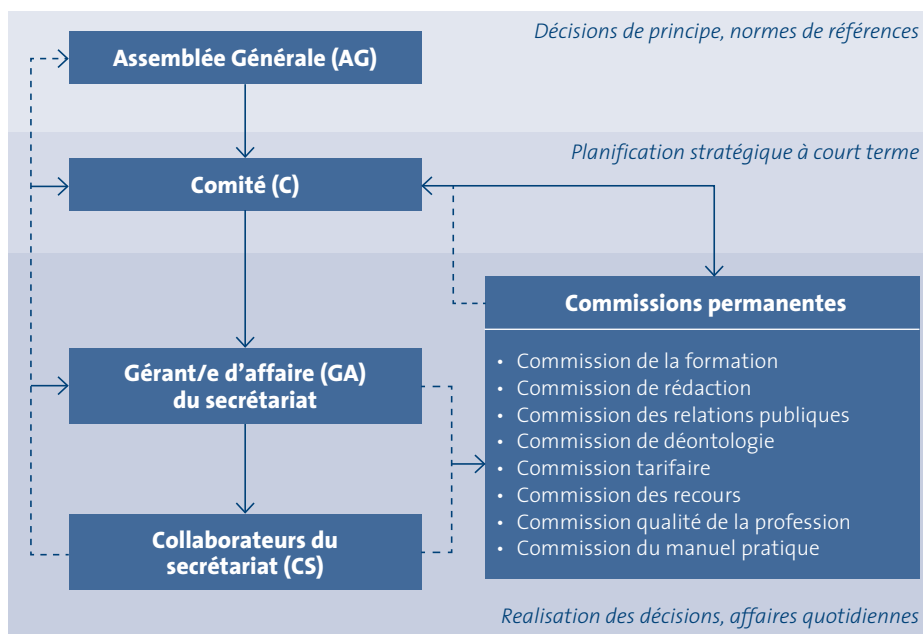 Décisions de principe, normes de références
Assemblée Générale (AG)
Planification stratégique à court terme
Comité (C)
Commissions permanentes
• Commission de la formation
• Commission de rédaction
• Commission des relations publiques
• Commission de déontologie
• Commission tarifaire
• Commission des recours
• Commission qualité de la profession
• Commission du manuel pratique
Gérant/e d’affaire (GA)
du secrétariat
Collaborateurs du
secrétariat (CS)
Realisation des décisions, affaires quotidiennes